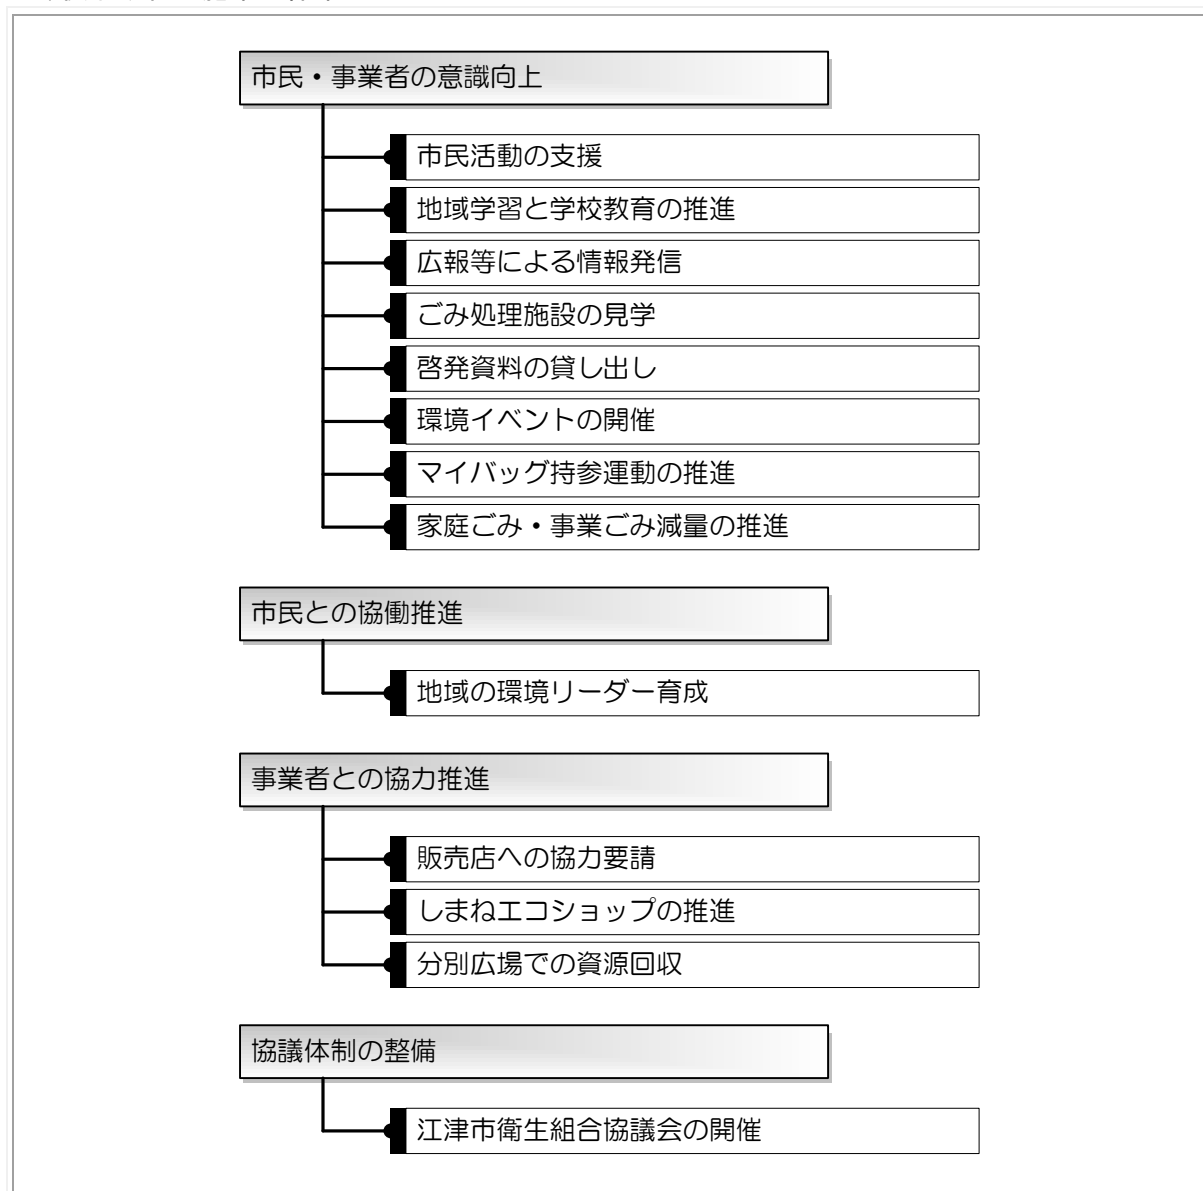 市民・事業者の意識向上
市民活動の支援
地域学習と学校教育の推進
広報等による情報発信
ごみ処理施設の見学
啓発資料の貸し出し
環境イベントの開催
マイバッグ持参運動の推進
家庭ごみ・事業ごみ減量の推進
市民との協働推進
地域の環境リーダー育成
事業者との協力推進
販売店への協力要請
しまねエコショップの推進
分別広場での資源回収
協議体制の整備
江津市衛生組合協議会の開催